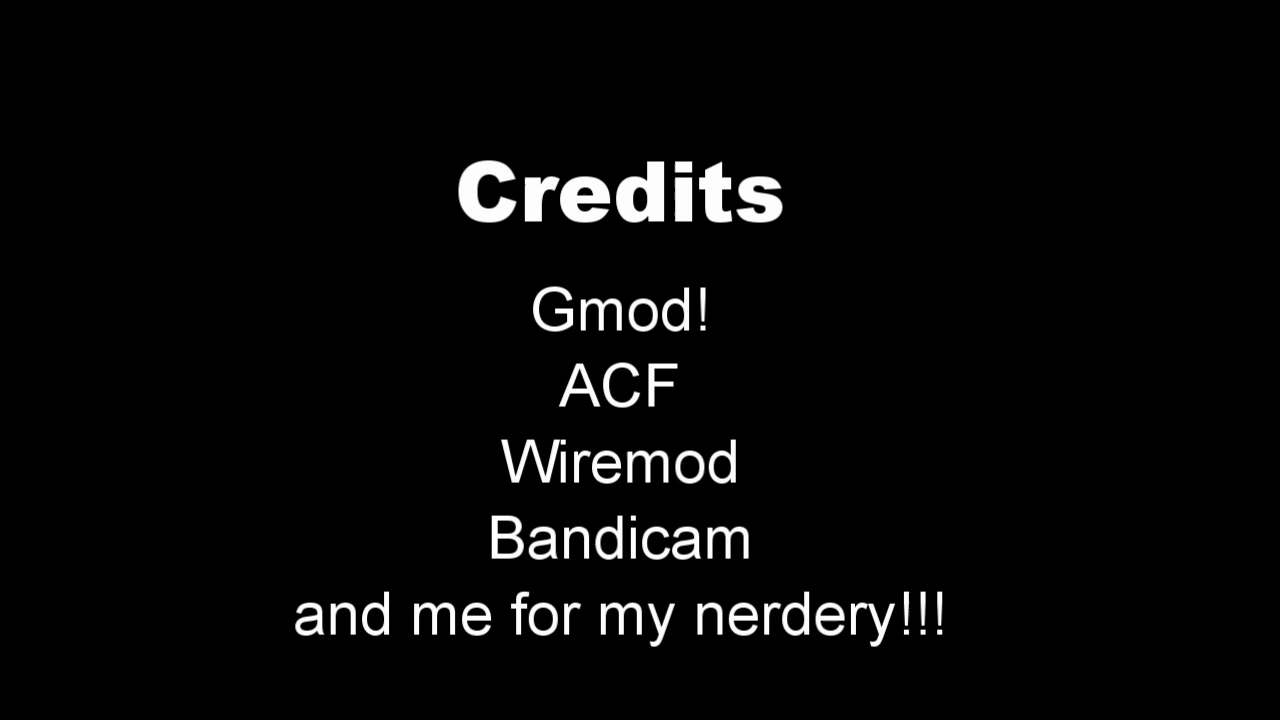 Credits
Gmod!
ACF
Wiremod
Bandicam
and me for my nerdery!!!